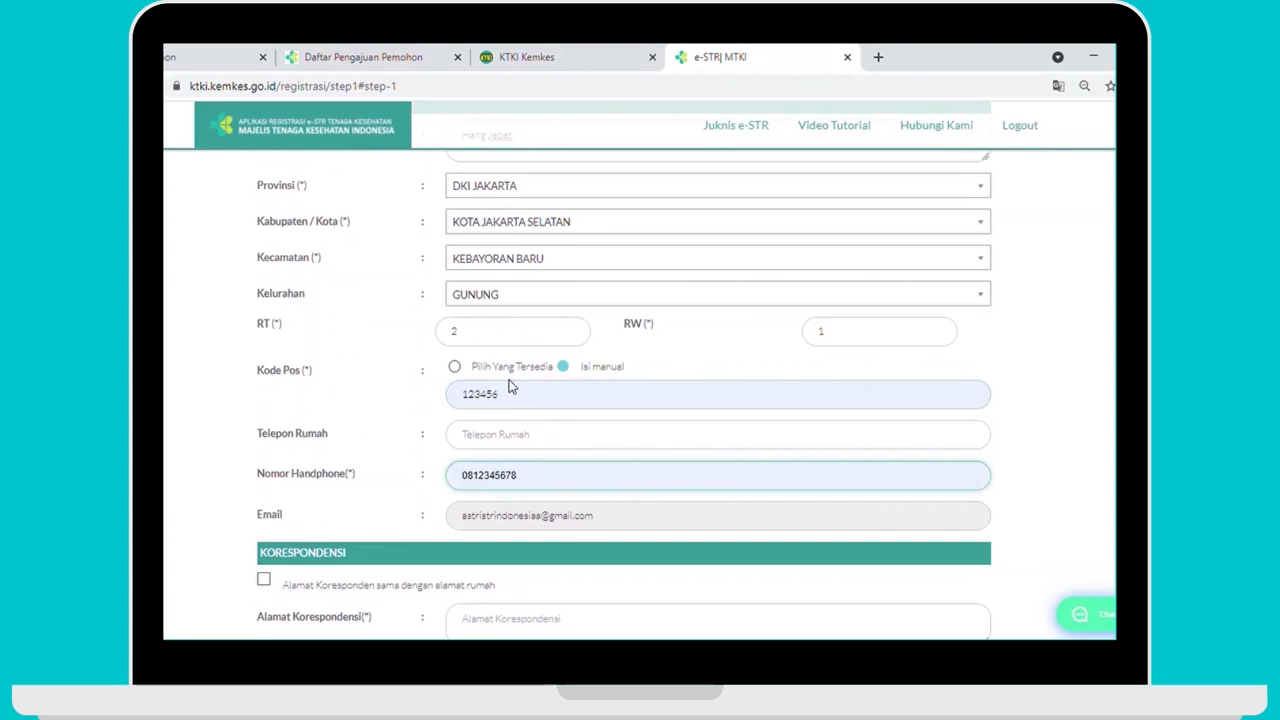 on
Daftar Pengajuan Pemohon
KTKI Kemkes
e-STR| MTKI
ktki.kemkes.go.id/registrasi/step1#step-1
APLIKASI REGISTRASI e-STR TENAGA KESEHATAN
MAJELIS TENAGA KESEHATAN INDONESIA
Juknis e-STR
Video Tutorial
Hubungi Kami
Logout
: Hang Jebat
Provinsi (*) : DKI JAKARTA
Kabupaten / Kota (*) : KOTA JAKARTA SELATAN
Kecamatan (*) : KEBAYORAN BARU
Kelurahan : GUNUNG
RT (*) 2 RW (*) 1
Kode Pos (*) : Pilih Yang Tersedia Isi manual
123456
Telepon Rumah : Telepon Rumah
Nomor Handphone(*) : 0812345678
Email : astristrindonesiaa@gmail.com
KORESPONDENSI
Alamat Koresponden sama dengan alamat rumah
Alamat Korespondensi(*) : Alamat Korespondensi